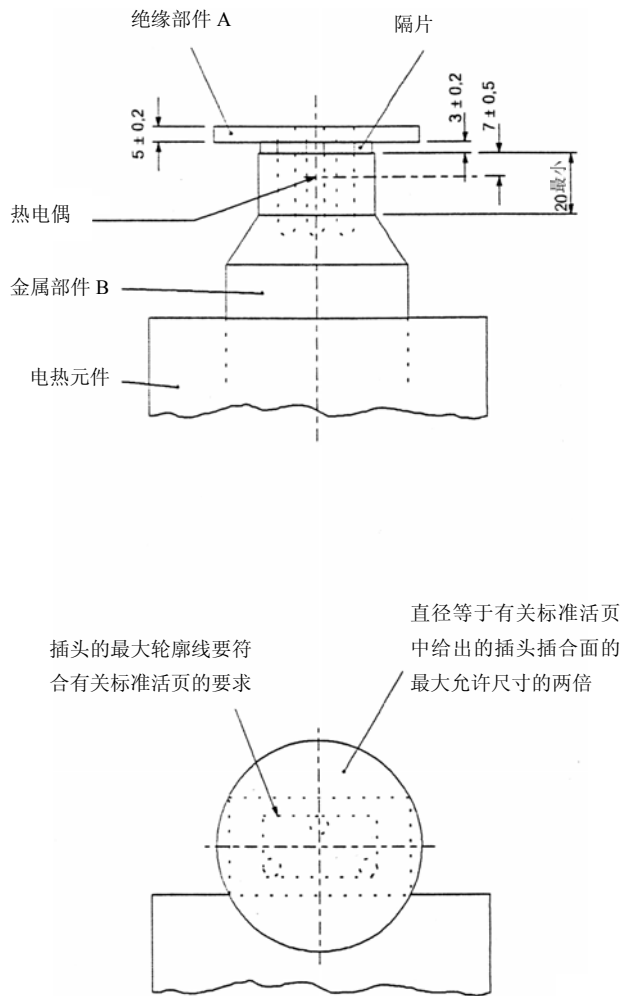 绝缘部件 A
隔片
5 ± 0,2
3 ± 0,2
7 ± 0,5
20最小
热电偶
金属部件 B
电热元件
直径等于有关标准活页
中给出的插头插合面的
最大允许尺寸的两倍
插头的最大轮廓线要符
合有关标准活页的要求